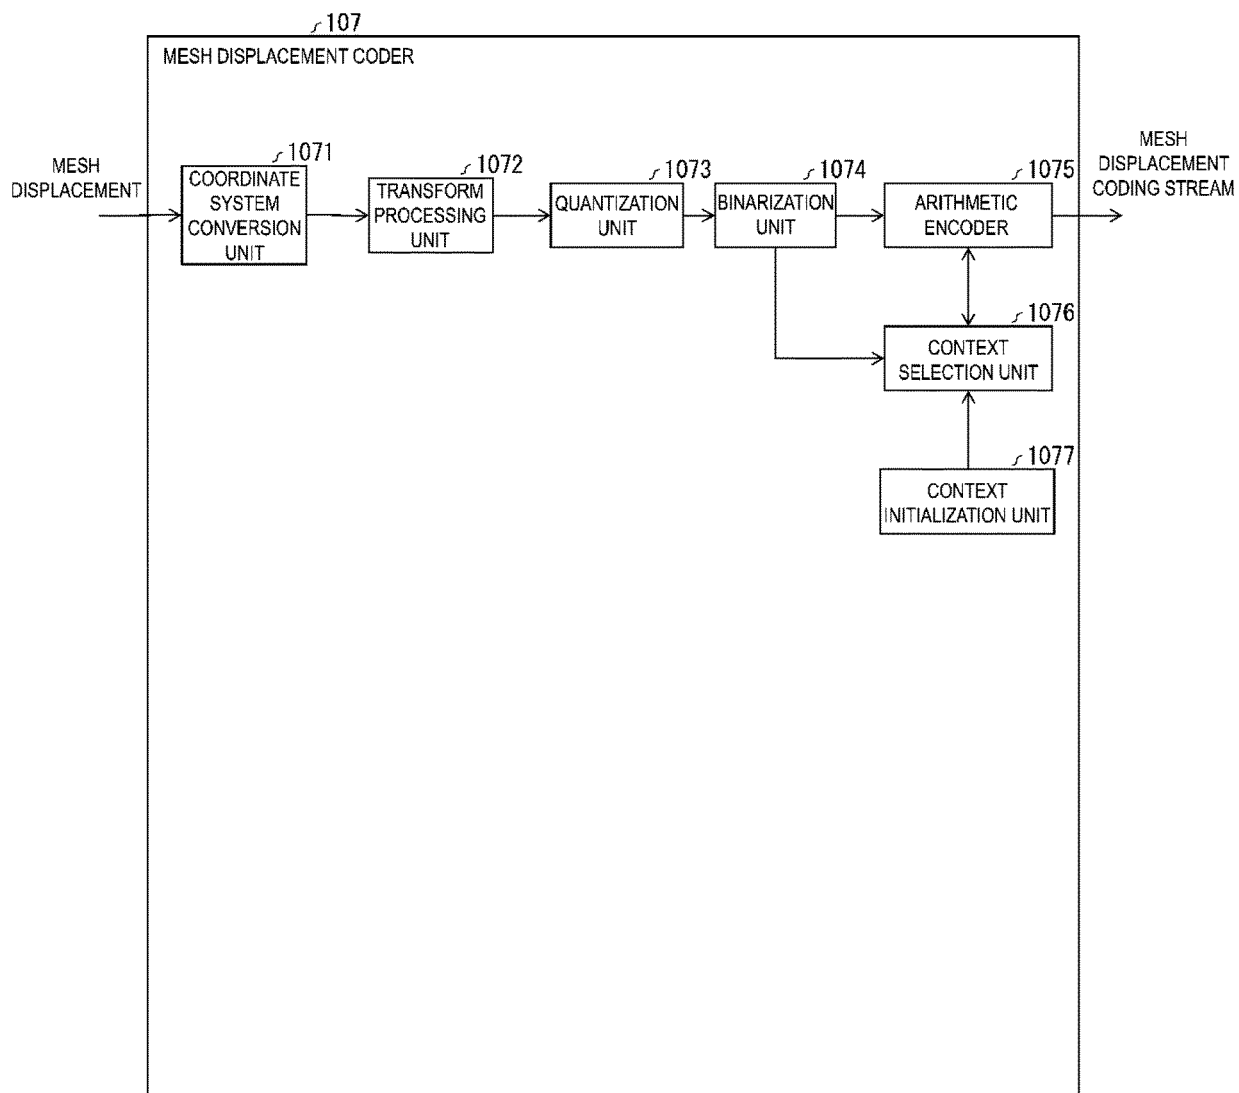 107
MESH DISPLACEMENT CODER
MESH
DISPLACEMENT
1071
COORDINATE
SYSTEM
CONVERSION
UNIT
1072
TRANSFORM
PROCESSING
UNIT
1073
QUANTIZATION
UNIT
1074
BINARIZATION
UNIT
1075
ARITHMETIC
ENCODER
MESH
DISPLACEMENT
CODING STREAM
1076
CONTEXT
SELECTION UNIT
1077
CONTEXT
INITIALIZATION UNIT